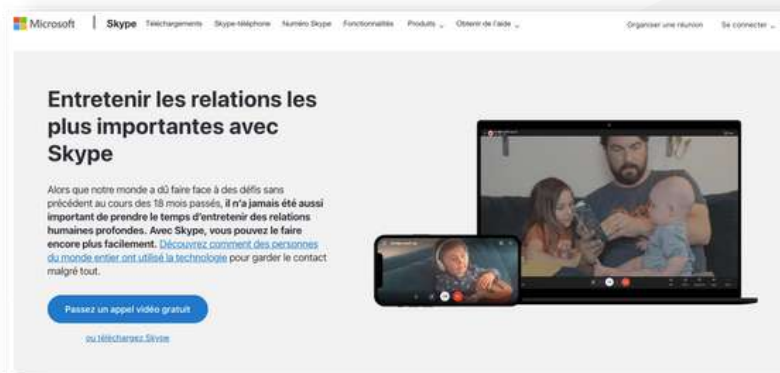 Microsoft | Skype Téléchargements Skype-téléphone Numéro Skype Fonctionnalités Produits Obtenir de l'aide Organiser une réunion Se connecter
Entretenir les relations les
plus importantes avec
Skype
Alors que notre monde a dû faire face à des défis sans
précédent au cours des 18 mois passés, il n'a jamais été aussi
important de prendre le temps d'entretenir des relations
humaines profondes. Avec Skype, vous pouvez le faire
encore plus facilement. Découvrez comment des personnes
du monde entier ont utilisé la technologie pour garder le contact
malgré tout.
Passez un appel vidéo gratuit
ou téléchargez Skype